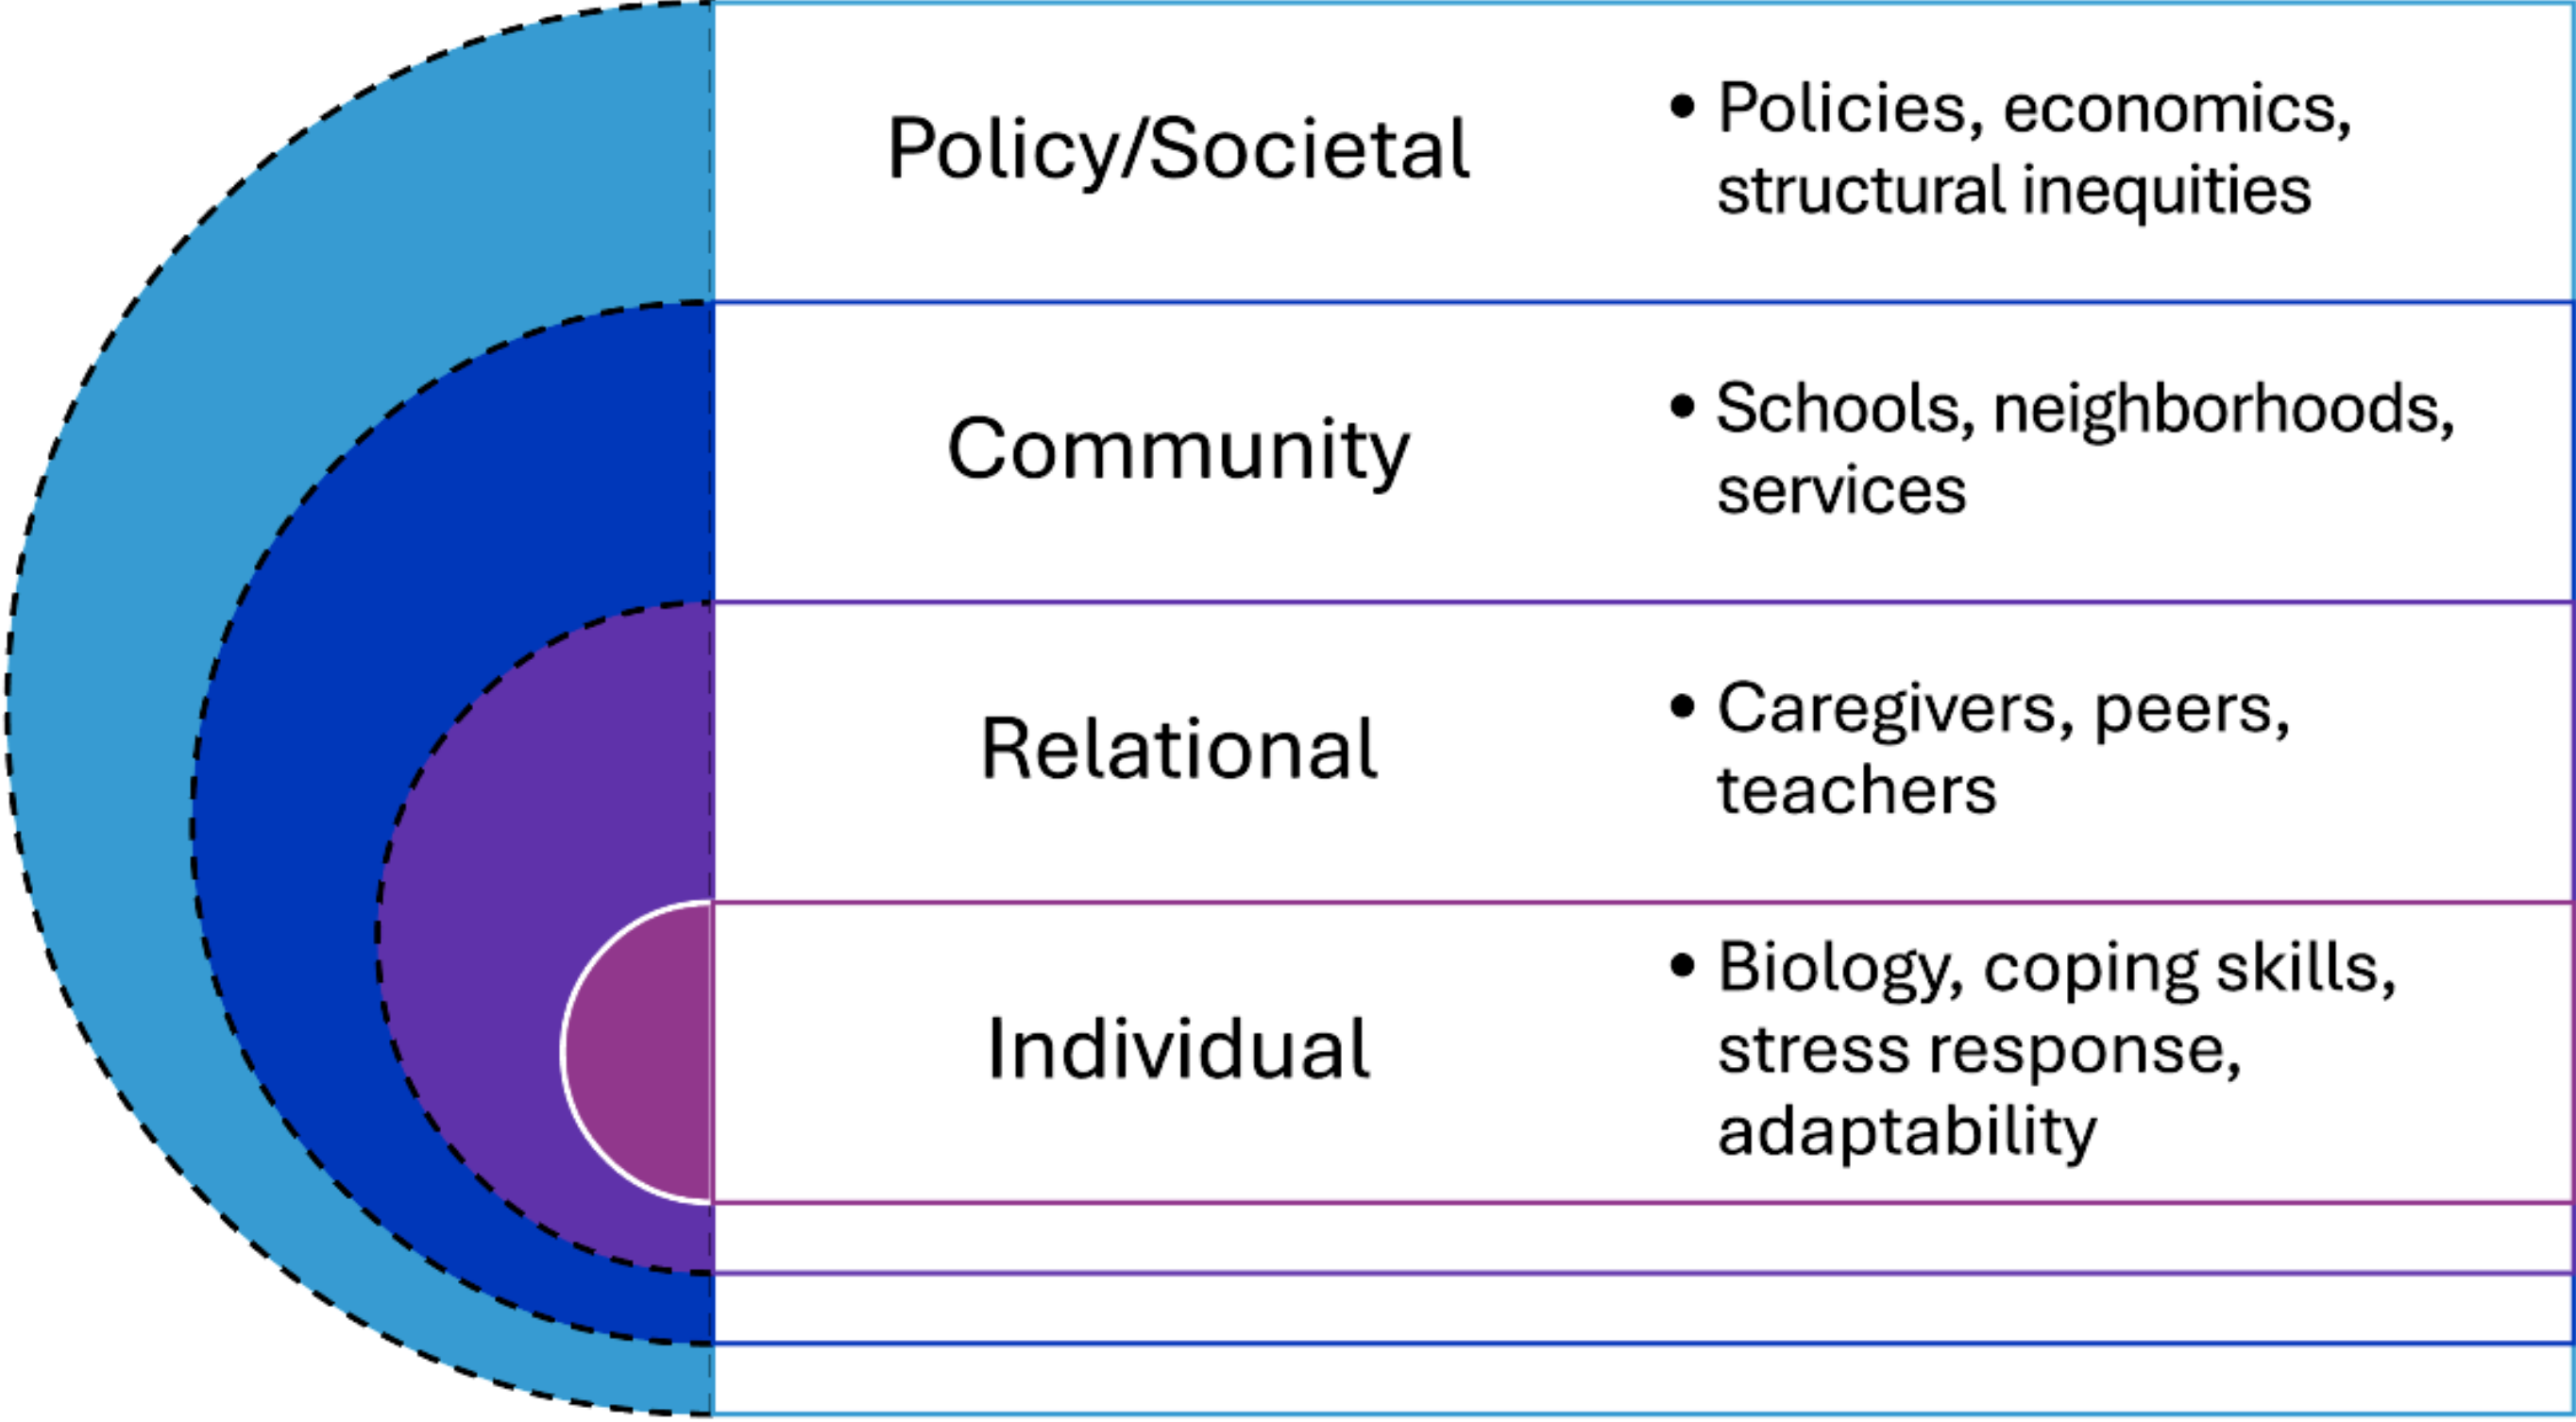 Policy/Societal
• Policies, economics,
structural inequities
Community
• Schools, neighborhoods,
services
Relational
• Caregivers, peers,
teachers
Individual
• Biology, coping skills,
stress response,
adaptability